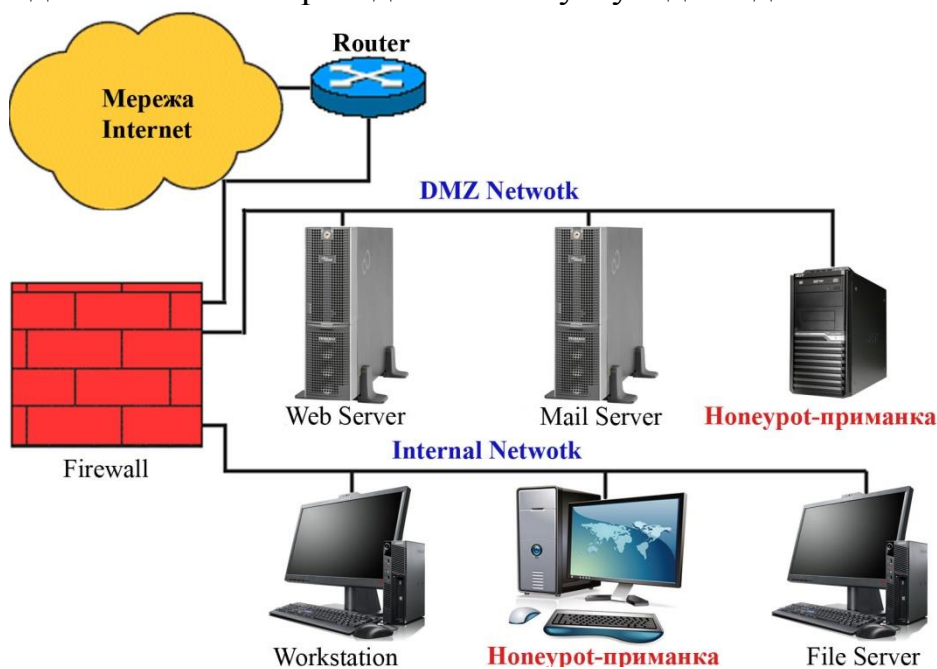 Router
Мережа
Internet
DMZ Netwotk
Web Server
Mail Server
Honeypot-приманка
Firewall
Internal Netwotk
Workstation
Honeypot-приманка
File Server